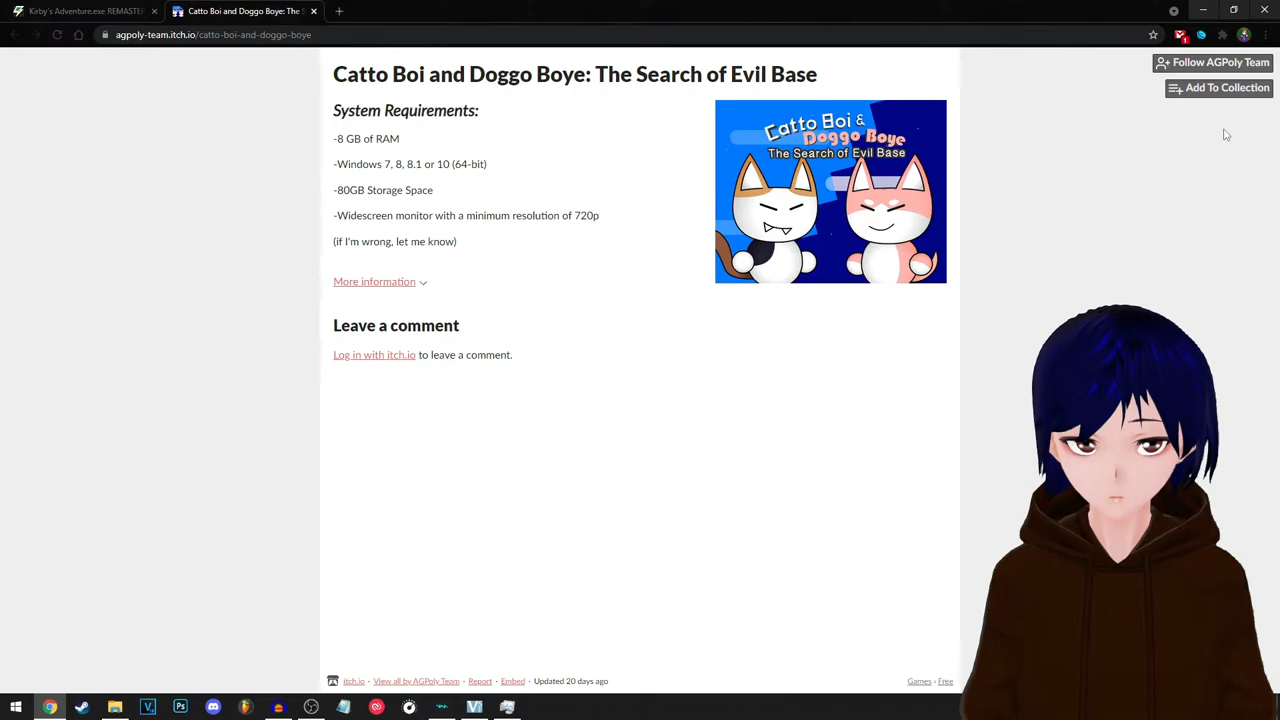 Kirby's Adventure.exe REMASTER
Catto Boi and Doggo Boye: The S
agpoly-team.itch.io/catto-boi-and-doggo-boye
1
Follow AGPoly Team
Add To Collection
Catto Boi and Doggo Boye: The Search of Evil Base
System Requirements:
-8 GB of RAM
-Windows 7, 8, 8.1 or 10 (64-bit)
-80GB Storage Space
-Widescreen monitor with a minimum resolution of 720p
(if I'm wrong, let me know)
More information
Catto Boi &
Doggo Boye
The Search of Evil Base
Leave a comment
Log in with itch.io to leave a comment.
itch.io · View all by AGPoly Team · Report · Embed · Updated 20 days ago
Games › Free